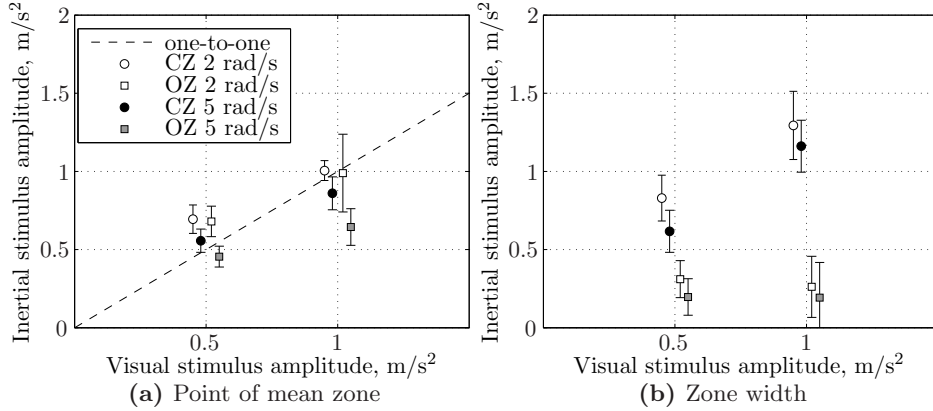 Inertial stimulus amplitude, m/s²
2
1.5
1
0.5
0
one-to-one
CZ 2 rad/s
OZ 2 rad/s
CZ 5 rad/s
OZ 5 rad/s
0.5
1
Visual stimulus amplitude, m/s²
(a) Point of mean zone
Inertial stimulus amplitude, m/s²
2
1.5
1
0.5
0
0.5
1
Visual stimulus amplitude, m/s²
(b) Zone width